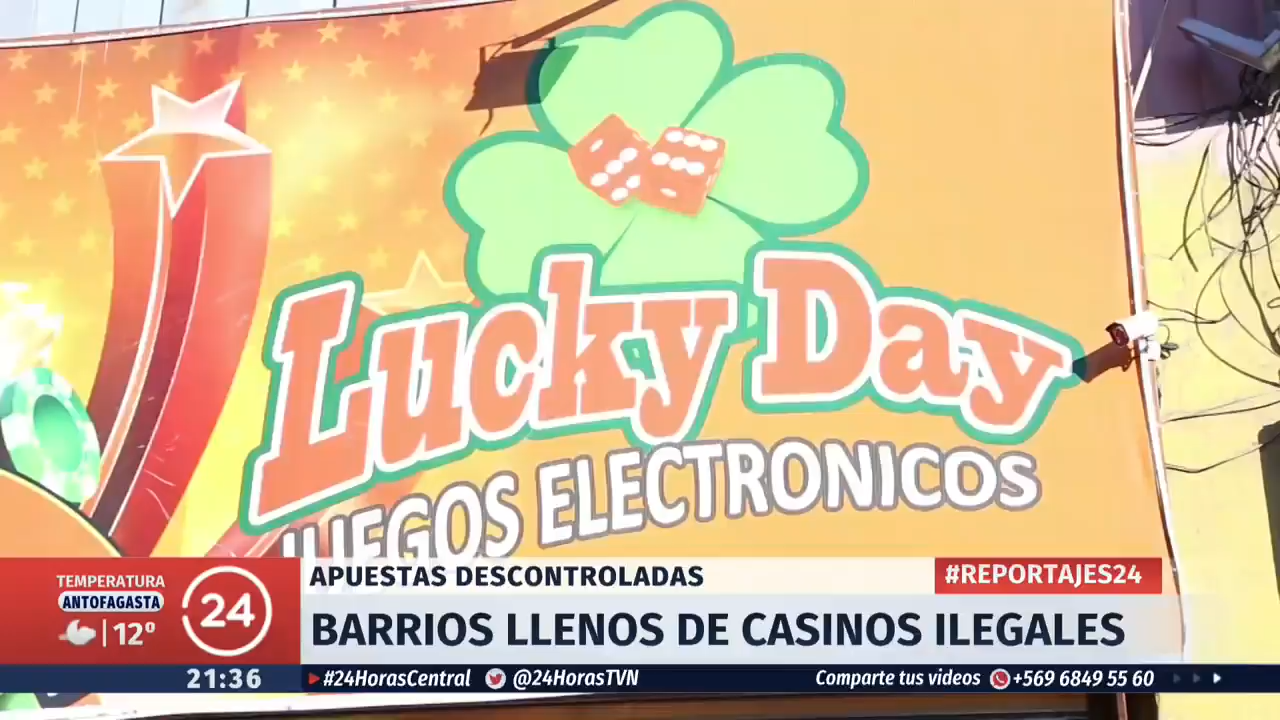 Lucky Day
JUEGOS ELECTRONICOS
TEMPERATURA
ANTOFAGASTA
12º
24
APUESTAS DESCONTROLADAS
#REPORTAJES24
BARRIOS LLENOS DE CASINOS ILEGALES
21:36
#24HorasCentral
@24HorasTVN
Comparte tus videos
+569 6849 55 60